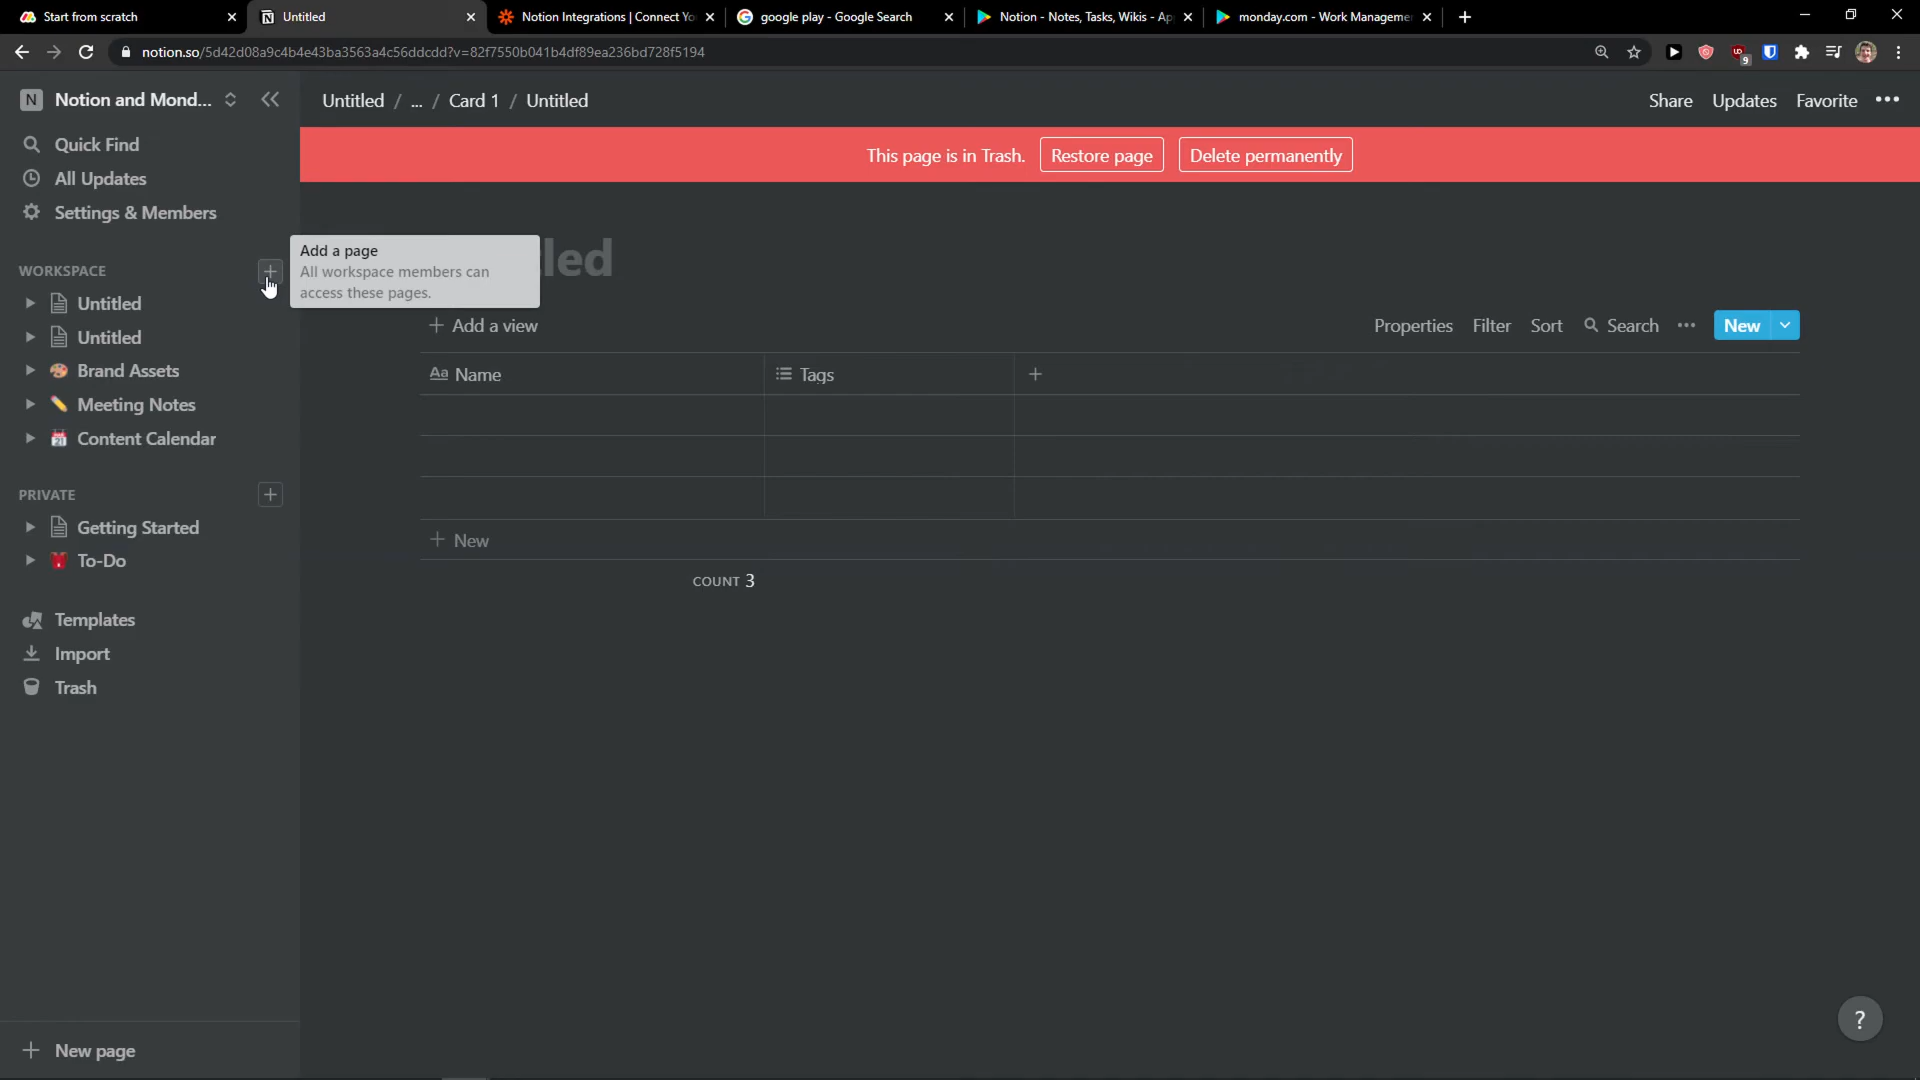 Start from scratch
Untitled
Notion Integrations | Connect Yo
google play - Google Search
Notion - Notes, Tasks, Wikis - Ap
monday.com - Work Manageme
notion.so/5d42d08a9c4b4e43ba3563a4c56ddcdd?v=82f7550b041b4df89ea236bd728f5194
9
N Notion and Mond...
Untitled / ... / Card 1 / Untitled
Share Updates Favorite
This page is in Trash. Restore page Delete permanently
Quick Find
All Updates
Settings & Members
WORKSPACE
Add a page
All workspace members can
access these pages.
led
Untitled
Untitled
Brand Assets
Meeting Notes
Content Calendar
PRIVATE
Getting Started
To-Do
Templates
Import
Trash
New page
Add a view
Properties Filter Sort Search New
Aa Name Tags
New
COUNT 3
?